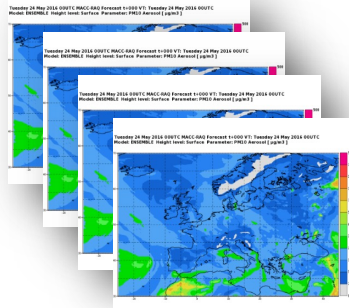 Tuesday 24 May 2016 00UTC MACC-RAQ Forecast t+000 VT: Tuesday 24 May 2016 00UTC
Model: ENSEMBLE Height level: Surface Parameter: PM10 Aerosol [ µg/m3 ]
Tuesday 24 May 2016 00UTC MACC-RAQ Forecast t+000 VT: Tuesday 24 May 2016 00UTC
Model: ENSEMBLE Height level: Surface Parameter: PM10 Aerosol [ µg/m3 ]
Tuesday 24 May 2016 00UTC MACC-RAQ Forecast t+000 VT: Tuesday 24 May 2016 00UTC
Model: ENSEMBLE Height level: Surface Parameter: PM10 Aerosol [ µg/m3 ]
Tuesday 24 May 2016 00UTC MACC-RAQ Forecast t+000 VT: Tuesday 24 May 2016 00UTC
Model: ENSEMBLE Height level: Surface Parameter: PM10 Aerosol [ µg/m3 ]